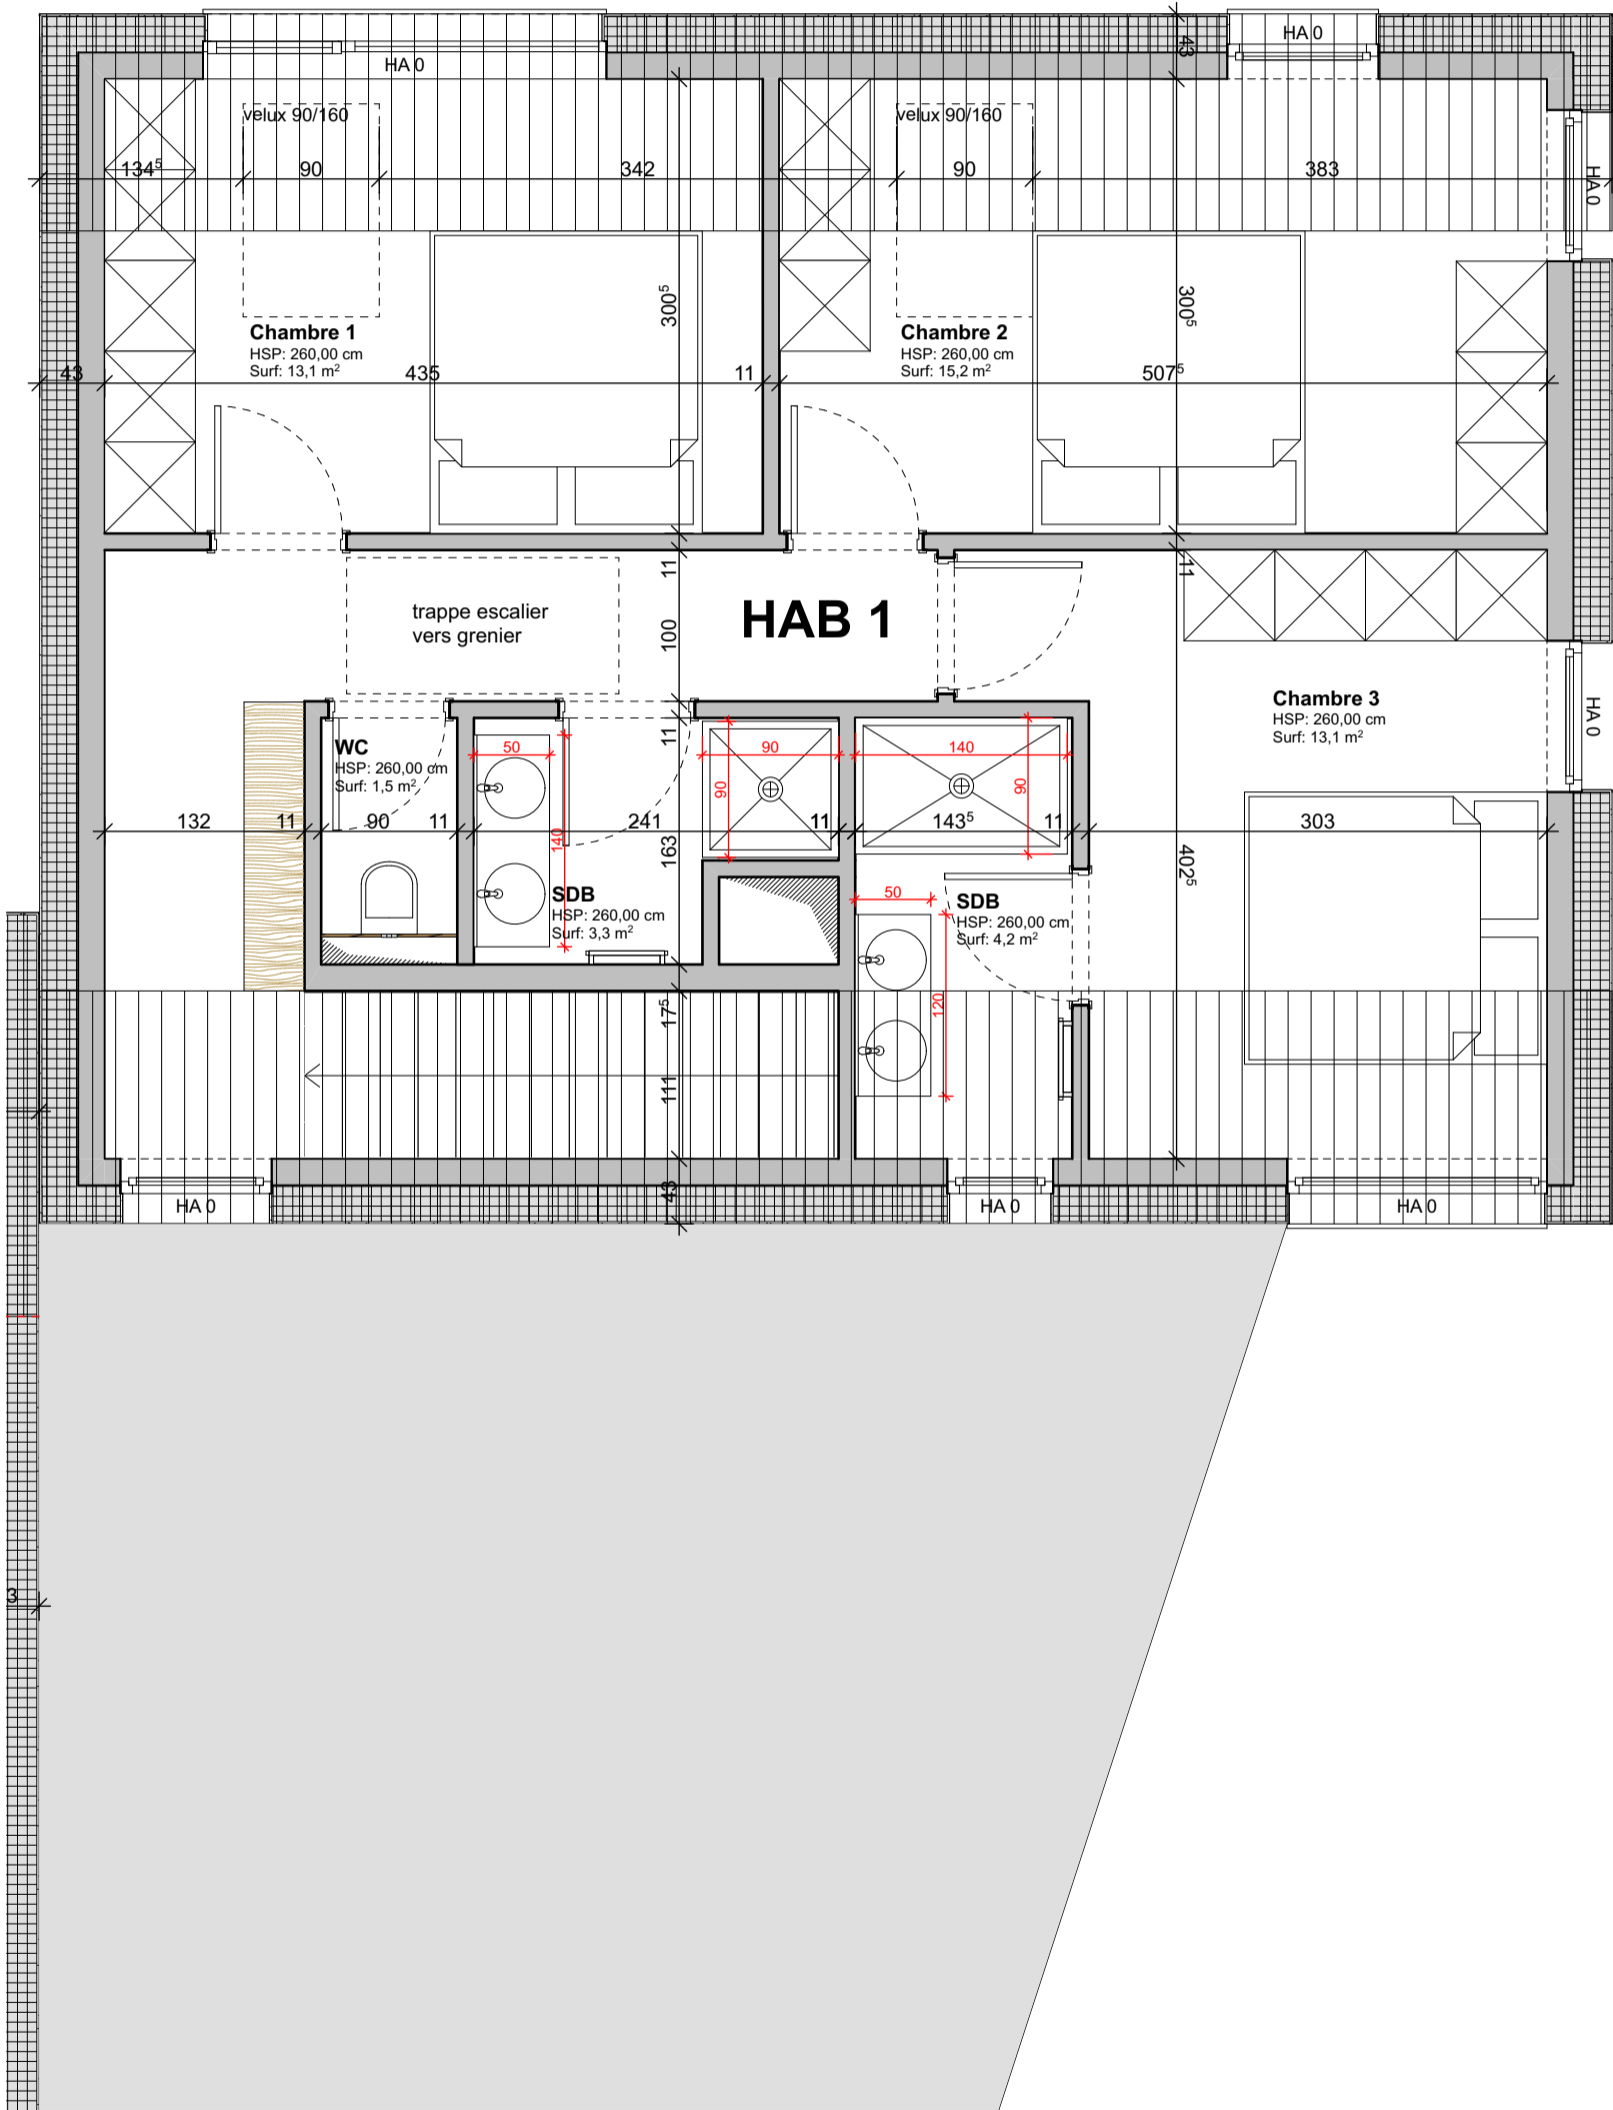 HA 0
43
HA 0
velux 90/160
velux 90/160
134⁵
90
342
90
383
HA 0
300⁵
300⁵
Chambre 1
HSP: 260,00 cm
Surf: 13,1 m²
Chambre 2
HSP: 260,00 cm
Surf: 15,2 m²
43
435
11
507⁵
11
11
trappe escalier
vers grenier
HAB 1
100
Chambre 3
HSP: 260,00 cm
Surf: 13,1 m²
HA 0
11
WC
HSP: 260,00 cm
Surf: 1,5 m²
50
90
140
90
90
132
11
90
11
241
11
143⁵
11
303
140
163
402⁵
SDB
HSP: 260,00 cm
Surf: 3,3 m²
50
SDB
HSP: 260,00 cm
Surf: 4,2 m²
120
17⁵
111
43
HA 0
HA 0
HA 0
3